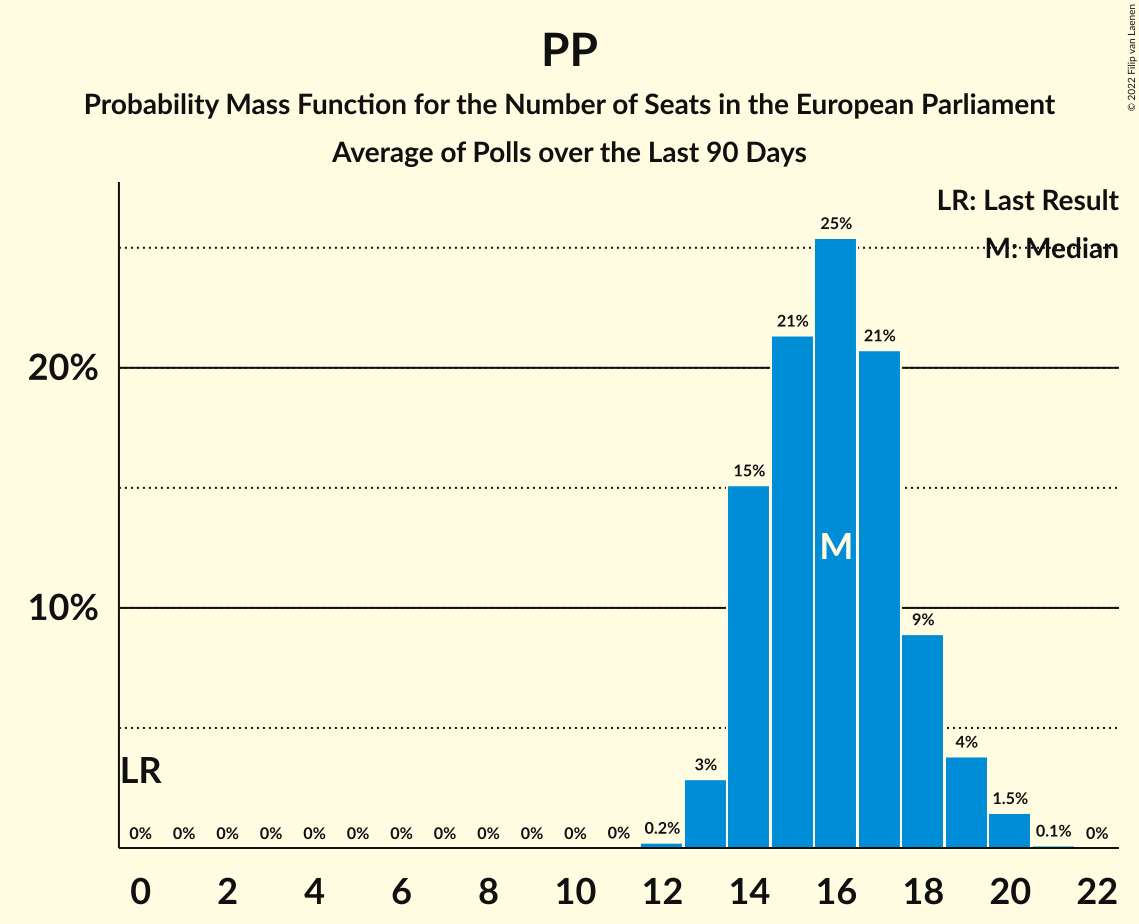 PP
Probability Mass Function for the Number of Seats in the European Parliament
Average of Polls over the Last 90 Days
© 2022 Filip van Laenen
LR: Last Result
M: Median
20%
10%
LR
M
0% 0% 0% 0% 0% 0% 0% 0% 0% 0% 0% 0% 0.2% 3% 15% 21% 25% 21% 9% 4% 1.5% 0.1% 0%
0 2 4 6 8 10 12 14 16 18 20 22